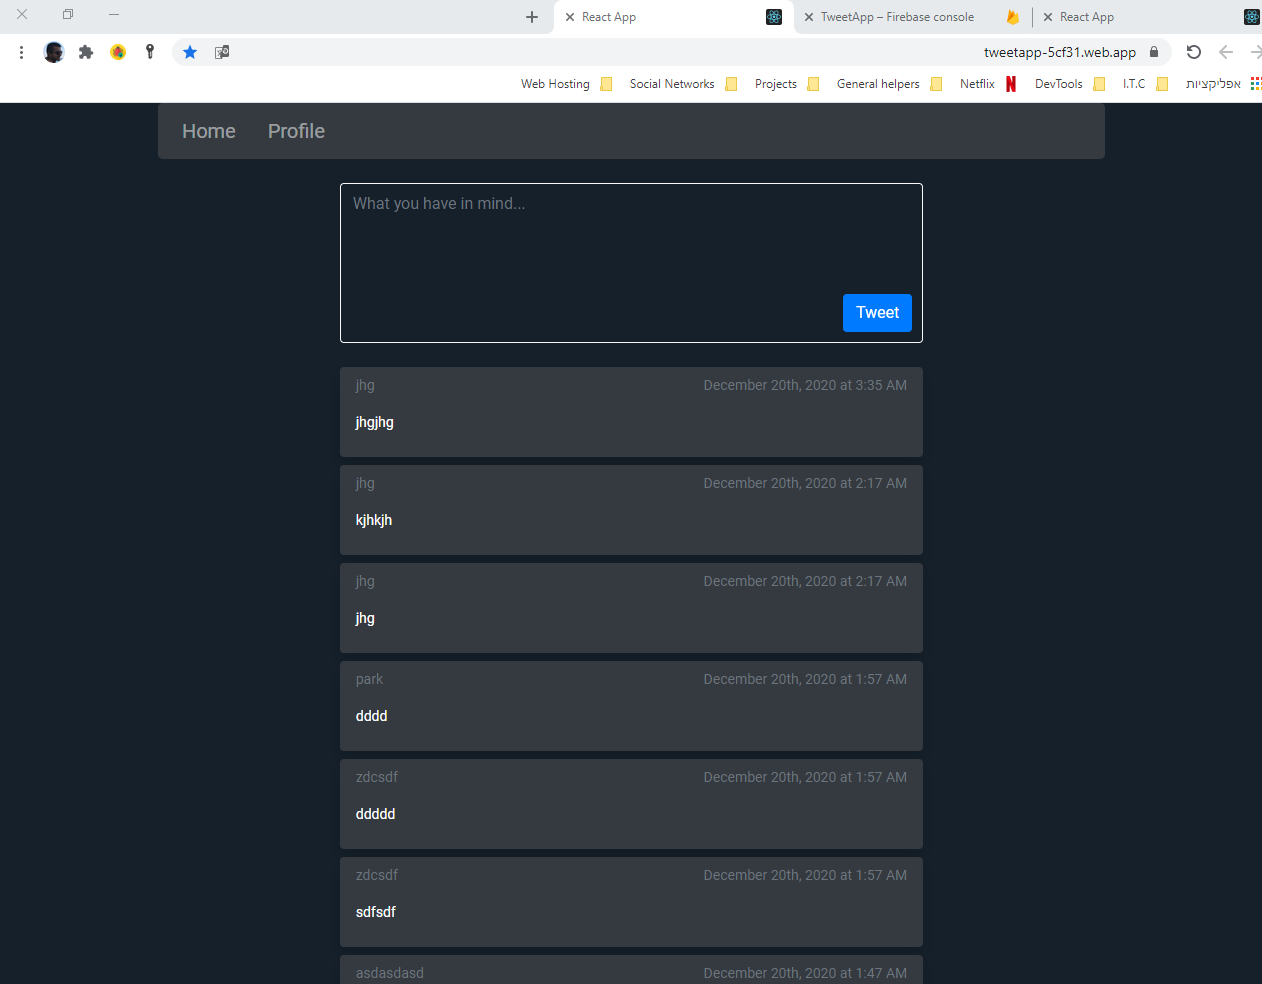 React App
TweetApp – Firebase console
React App
tweetapp-5cf31.web.app
Web Hosting
Social Networks
Projects
General helpers
Netflix
DevTools
I.T.C
אפליקציות
Home
Profile
What you have in mind...
Tweet
jhg December 20th, 2020 at 3:35 AM
jhgjhg
jhg December 20th, 2020 at 2:17 AM
kjhkjh
jhg December 20th, 2020 at 2:17 AM
jhg
park December 20th, 2020 at 1:57 AM
dddd
zdcsdf December 20th, 2020 at 1:57 AM
ddddd
zdcsdf December 20th, 2020 at 1:57 AM
sdfsdf
asdasdasd December 20th, 2020 at 1:47 AM